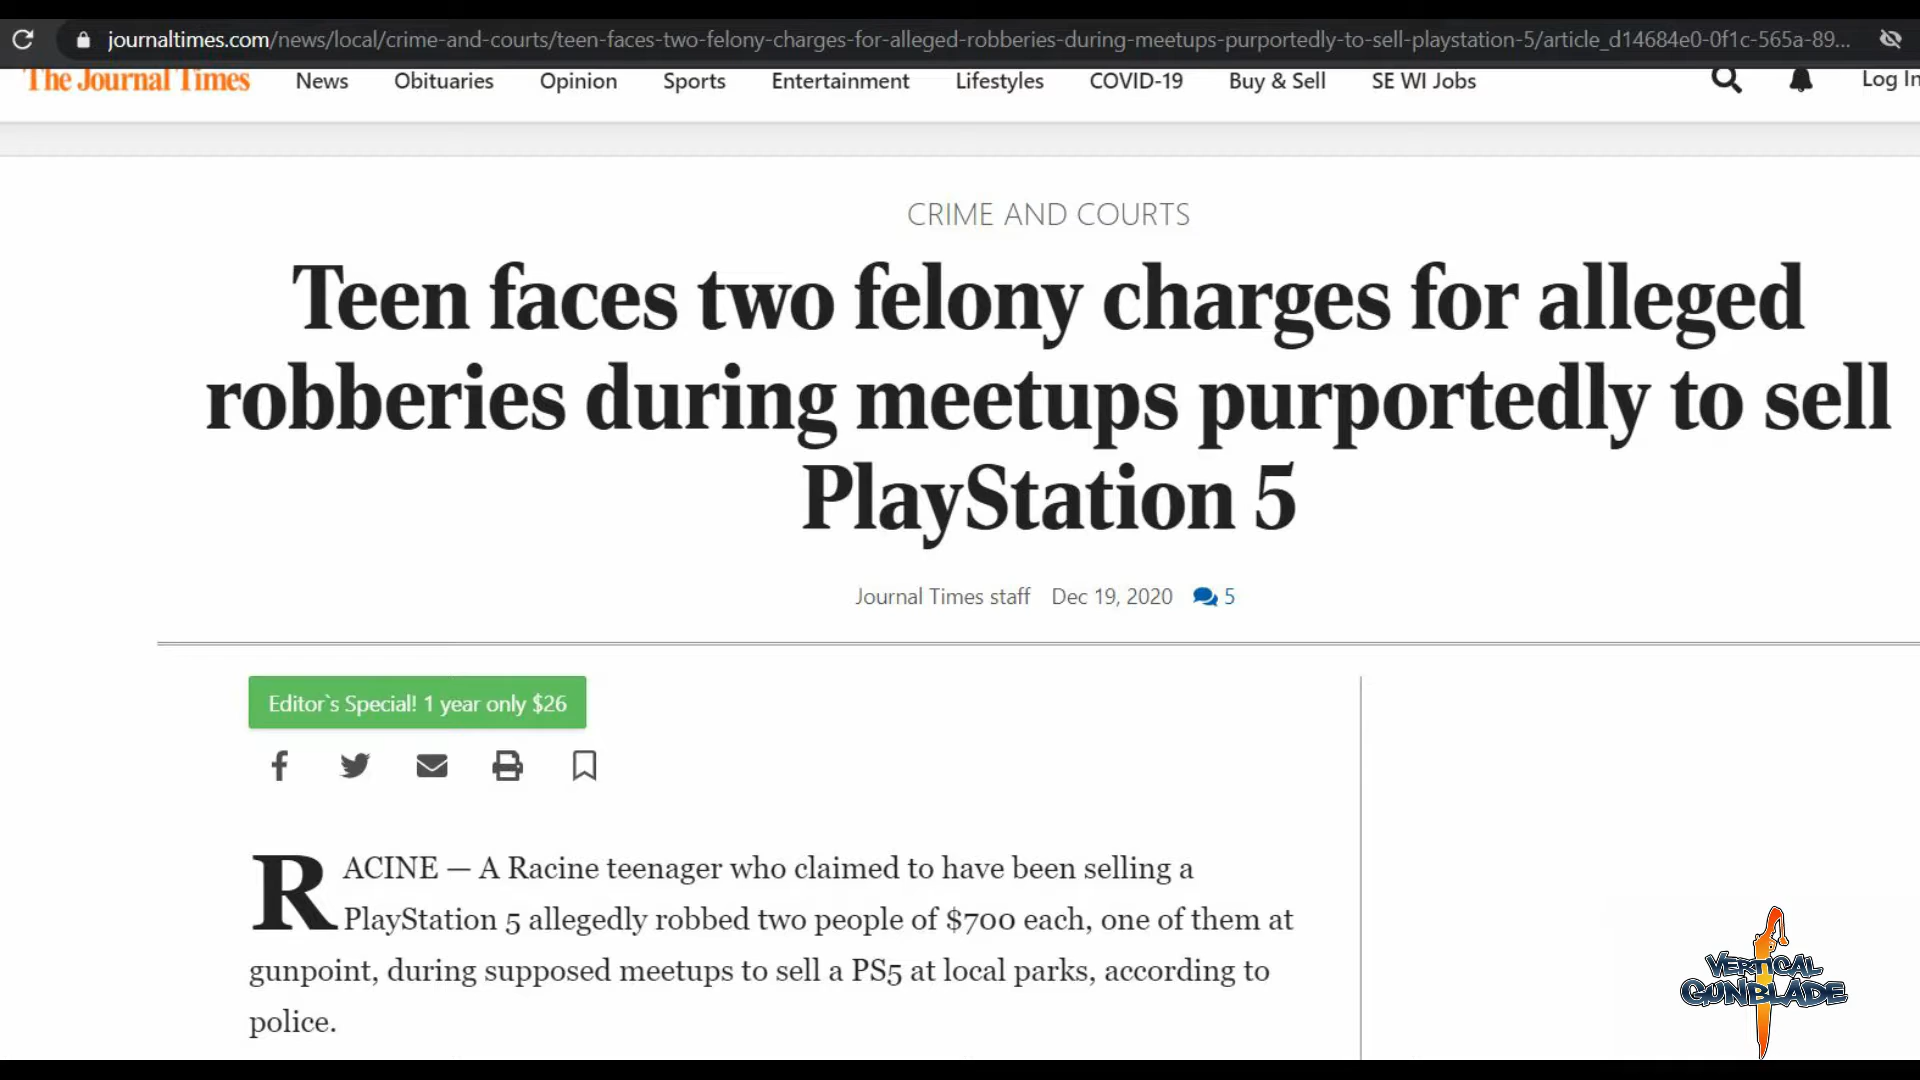 journaltimes.com/news/local/crime-and-courts/teen-faces-two-felony-charges-for-alleged-robberies-during-meetups-purportedly-to-sell-playstation-5/article_d14684e0-0f1c-565a-89...
The Journal Times News Obituaries Opinion Sports Entertainment Lifestyles COVID-19 Buy & Sell SE WI Jobs Log In
CRIME AND COURTS
Teen faces two felony charges for alleged
robberies during meetups purportedly to sell
PlayStation 5
Journal Times staff Dec 19, 2020 5
Editor`s Special! 1 year only $26
RACINE — A Racine teenager who claimed to have been selling a
PlayStation 5 allegedly robbed two people of $700 each, one of them at
gunpoint, during supposed meetups to sell a PS5 at local parks, according to
police.
VERTICAL
GUNBLADE